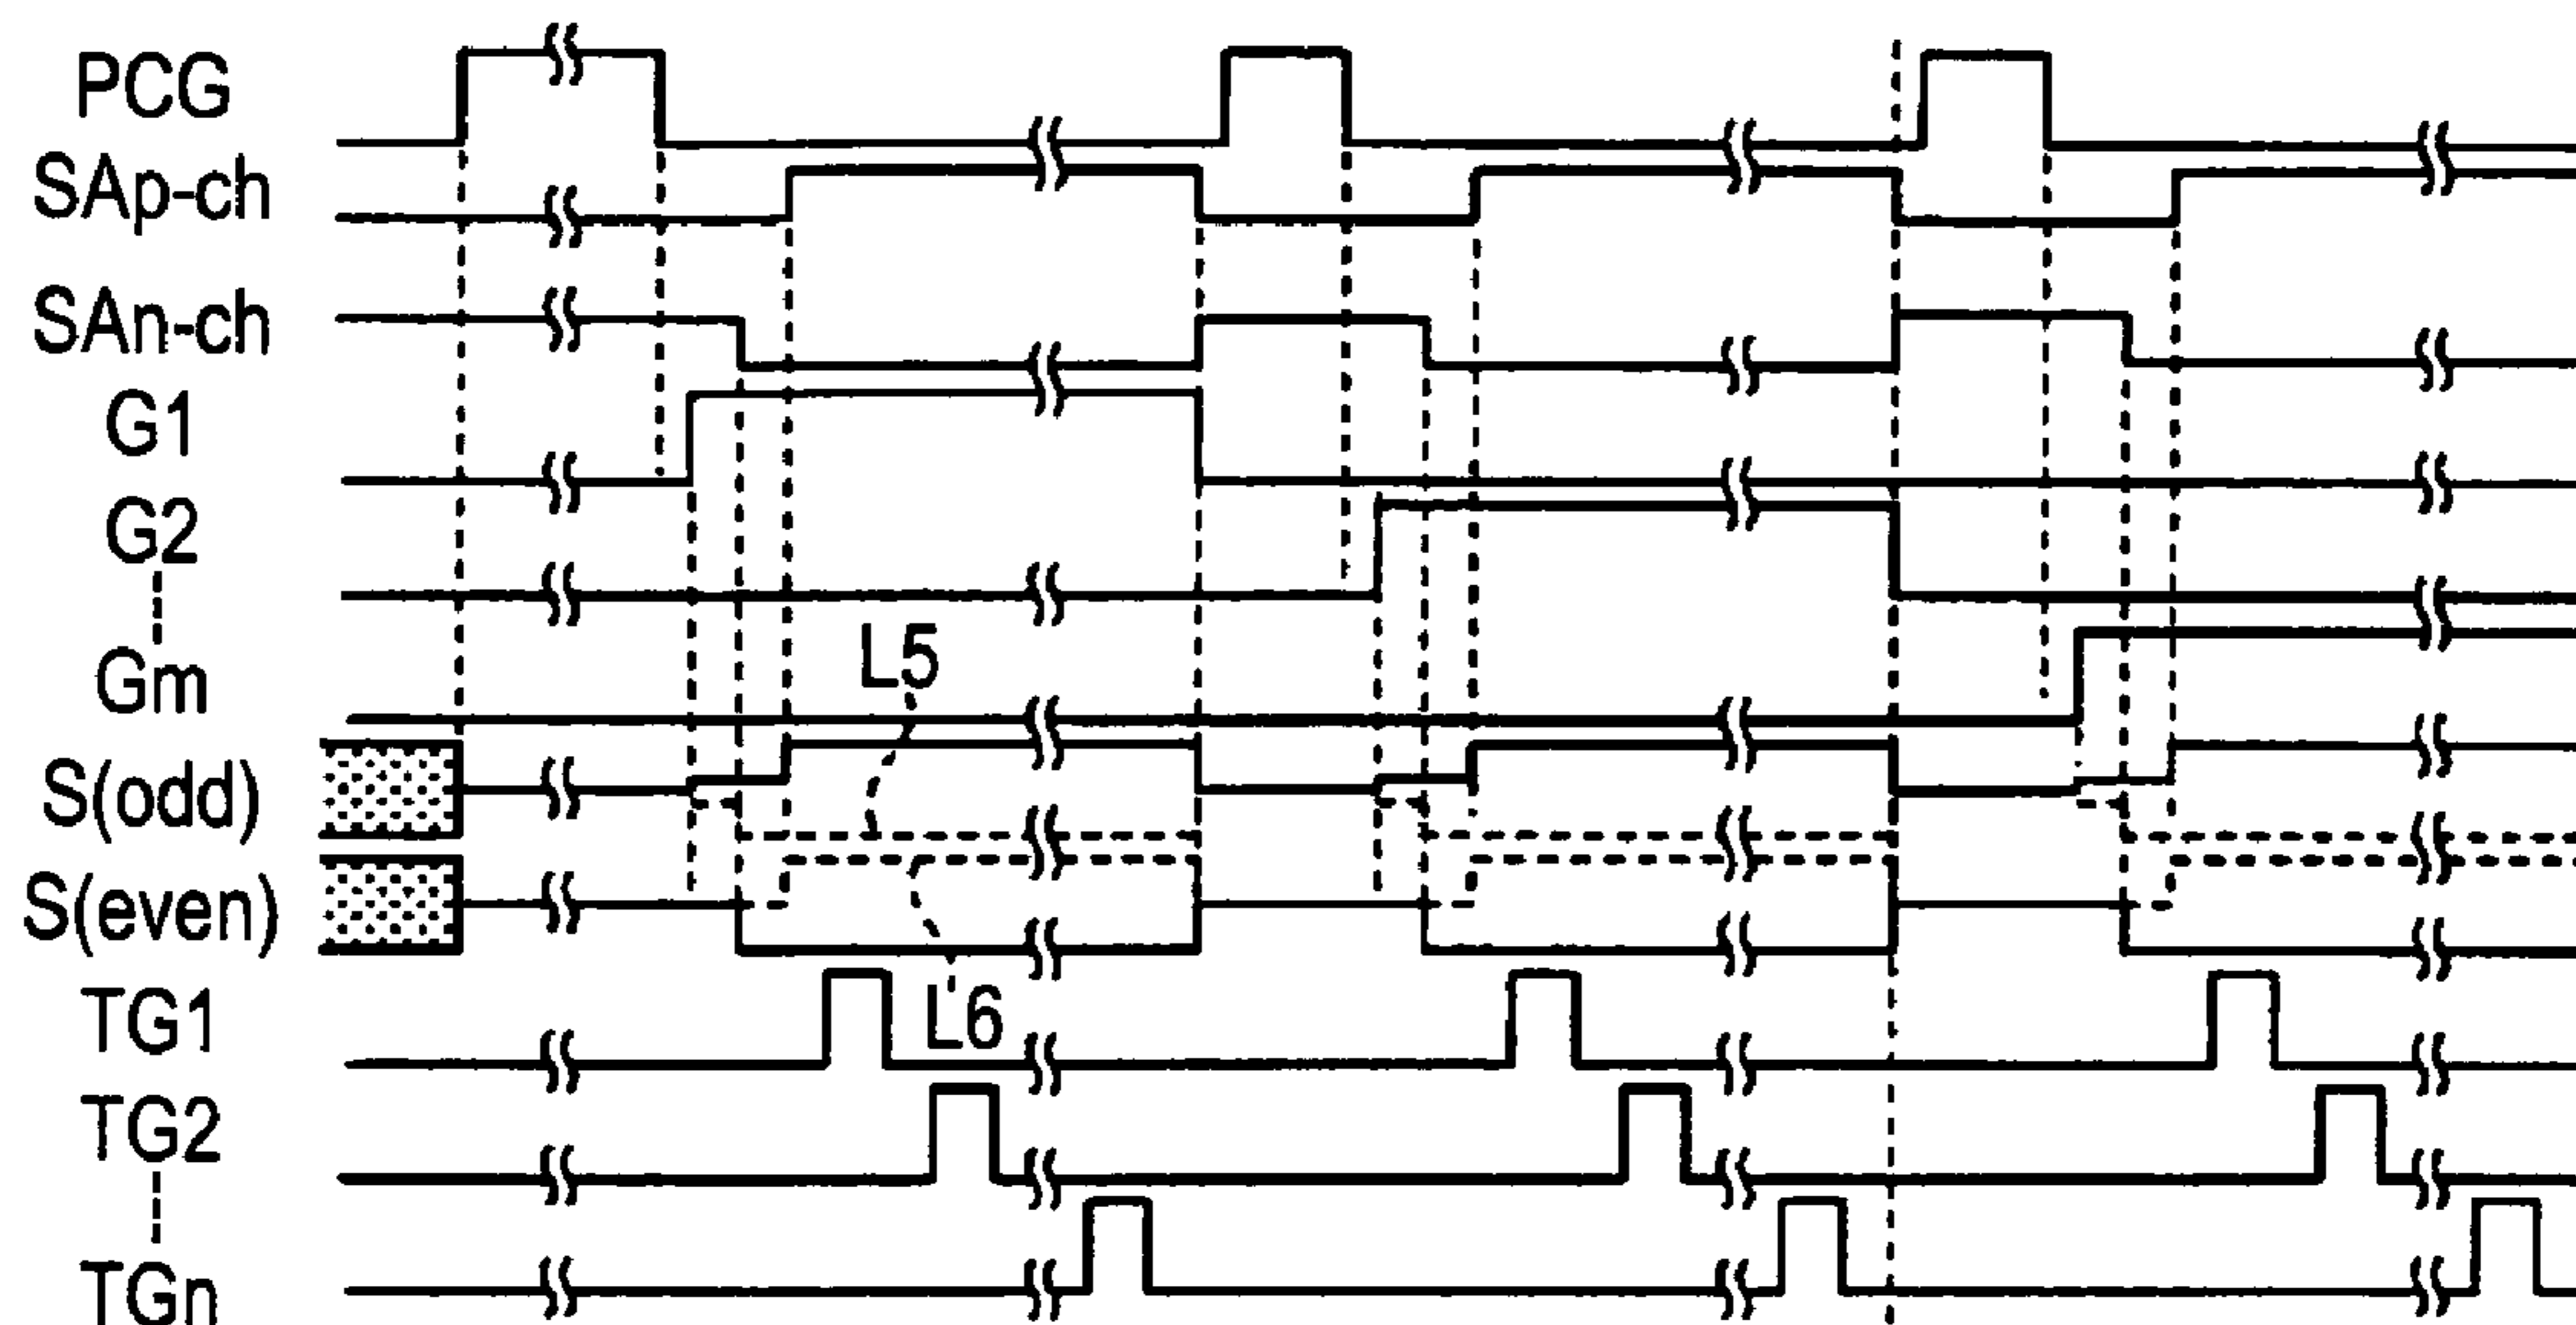 PCG
SAp-ch
SAn-ch
G1
G2
Gm
L5
S(odd)
S(even)
TG1
L6
TG2
TGn